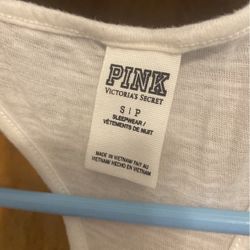 PINK
VICTORIA'S SECRET
S | P
SLEEPWEAR /
VÊTEMENTS DE NUIT
MADE IN VIETNAM FAIT AU
VIETNAM HECHO EN VIETNAM